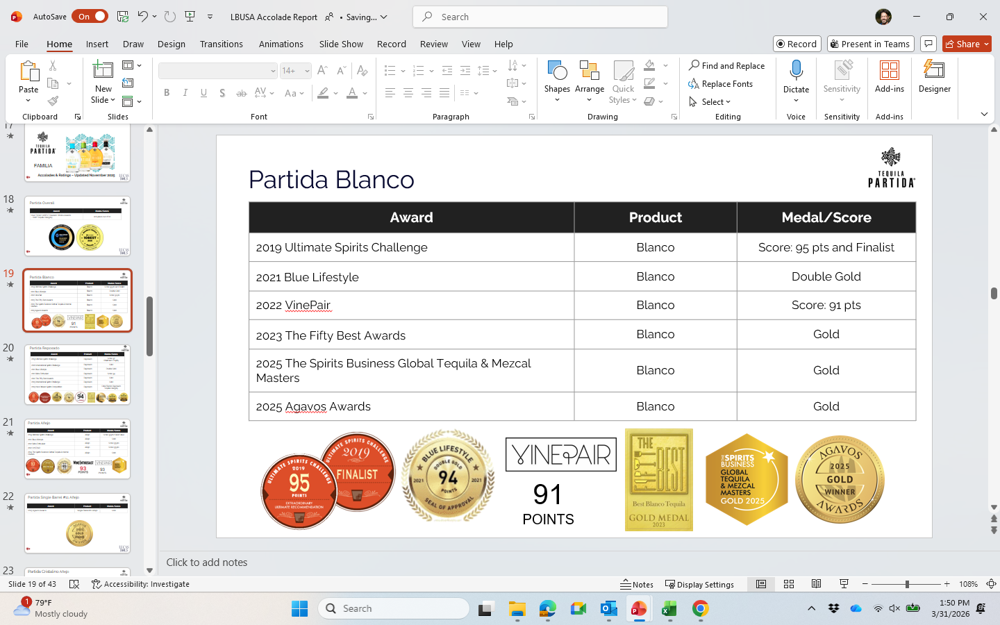 AutoSave
On
LBUSA Accolade Report • Saving...
Search
File Home Insert Draw Design Transitions Animations Slide Show Record Review View Help
Record
Present in Teams
Share
Paste
Clipboard
New
Slide
Slides
14+
Font
Paragraph
Shapes
Arrange
Quick
Styles
Drawing
Find and Replace
Replace Fonts
Select
Editing
Dictate
Voice
Sensitivity
Sensitivity
Add-ins
Add-ins
Designer
17
TEQUILA
PARTIDA
FAMILIA
Accolades & Ratings – Updated November 2025
18
Partida Overall
19
Partida Blanco
20
Partida Reposado
21
Partida Añejo
22
Partida Single Barrel #11 Añejo
23
Partida Cristalino Añejo
Partida Blanco
TEQUILA
PARTIDA
Award Product Medal/Score
2019 Ultimate Spirits Challenge Blanco Score: 95 pts and Finalist
2021 Blue Lifestyle Blanco Double Gold
2022 VinePair Blanco Score: 91 pts
2023 The Fifty Best Awards Blanco Gold
2025 The Spirits Business Global Tequila & Mezcal
Masters Blanco Gold
2025 Agavos Awards Blanco Gold
ULTIMATE SPIRITS CHALLENGE
2019
95
POINTS
EXTRAORDINARY
ULTIMATE RECOMMENDATION
ULTIMATE SPIRITS CHALLENGE
2019
FINALIST
BLUE LIFESTYLE
DOUBLE GOLD
2021 94 2021
POINTS
SEAL OF APPROVAL
VINEPAIR
91
POINTS
THE
FIFTY
BEST
Best Blanco Tequila
GOLD MEDAL
2023
THE SPIRITS
BUSINESS
GLOBAL
TEQUILA
& MEZCAL
MASTERS
GOLD 2025
AGAVOS
2025
GOLD
WINNER
AWARDS
Click to add notes
Slide 19 of 43
Accessibility: Investigate
Notes
Display Settings
108%
1
79°F
Mostly cloudy
Search
1:50 PM
3/31/2026